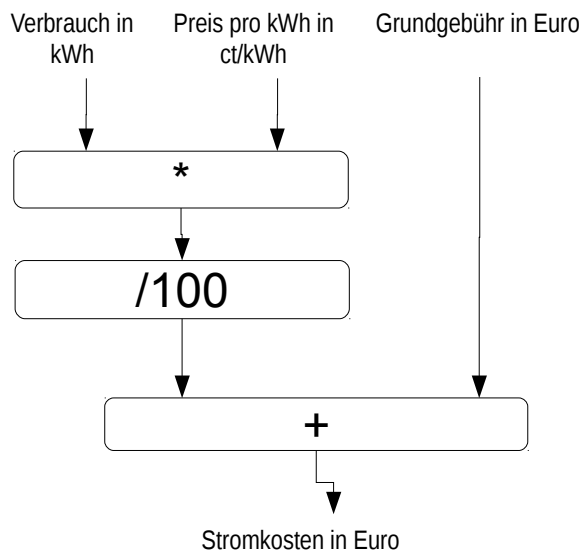 Verbrauch in
kWh
Preis pro kWh in
ct/kWh
Grundgebühr in Euro
*
/100
+
Stromkosten in Euro